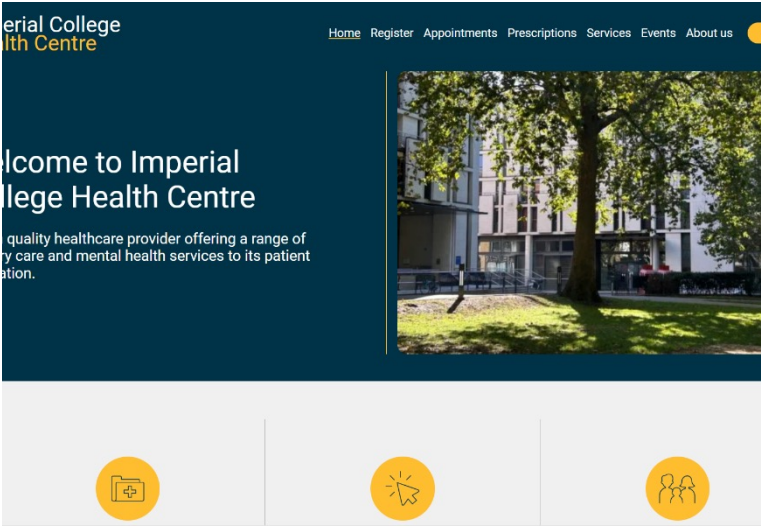 erial College
alth Centre
Home Register Appointments Prescriptions Services Events About us
elcome to Imperial
llege Health Centre
quality healthcare provider offering a range of
ry care and mental health services to its patient
ation.